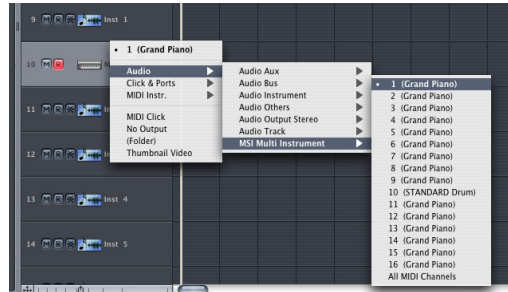 9 M R Inst 1
• 1 (Grand Piano)
10 M R M
Audio
Click & Ports
MIDI Instr.
MIDI Click
No Output
(Folder)
Thumbnail Video
Audio Aux
Audio Bus
Audio Instrument
Audio Others
Audio Output Stereo
Audio Track
MSI Multi Instrument
• 1 (Grand Piano)
2 (Grand Piano)
3 (Grand Piano)
4 (Grand Piano)
5 (Grand Piano)
6 (Grand Piano)
7 (Grand Piano)
8 (Grand Piano)
9 (Grand Piano)
10 (STANDARD Drum)
11 (Grand Piano)
12 (Grand Piano)
13 (Grand Piano)
14 (Grand Piano)
15 (Grand Piano)
16 (Grand Piano)
All MIDI Channels
11 M R In
12 M R In
13 M R Inst 4
14 M R Inst 5